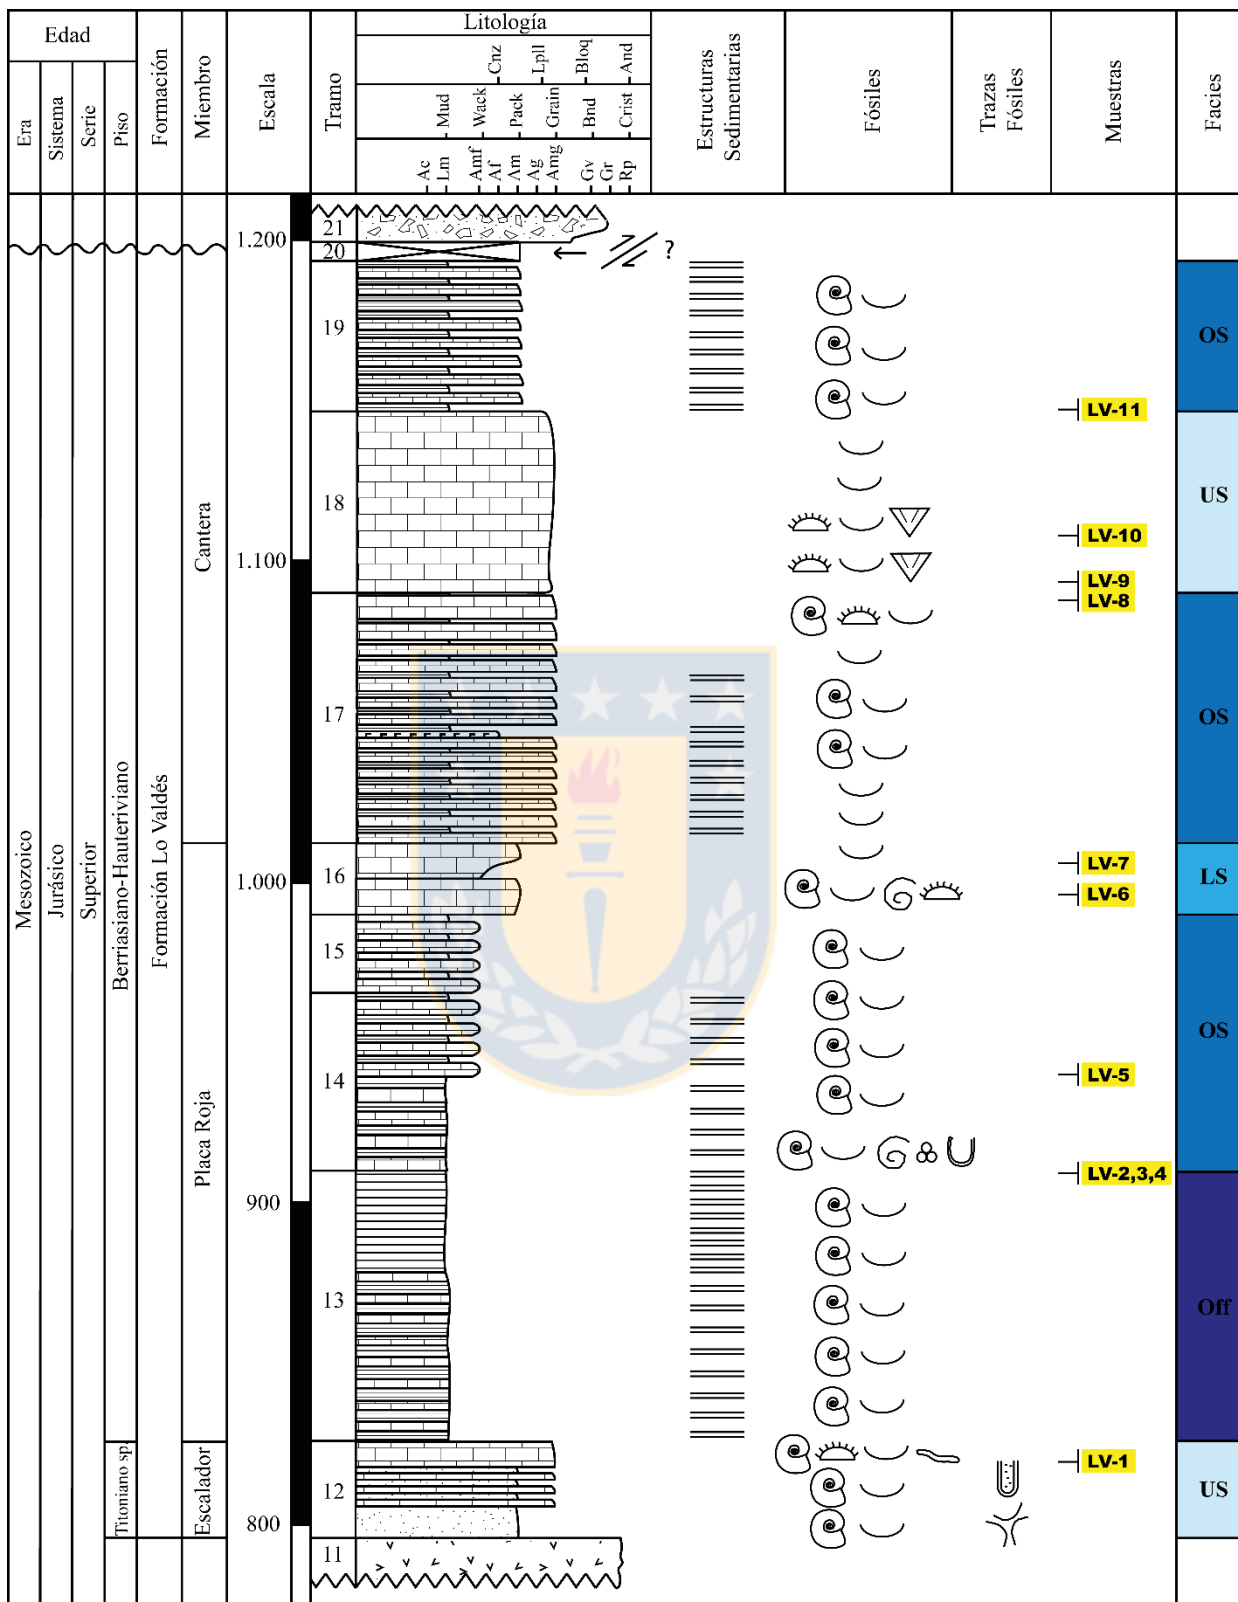 Edad
Era
Sistema
Serie
Piso
Formación
Miembro
Escala
Tramo
Litología
Cnz
Lpll
Bloq
And
Mud
Wack
Pack
Grain
Bnd
Crist
Ac
Lm
Amf
Af
Am
Ag
Amg
Gv
Gr
Rp
Estructuras
Sedimentarias
Fósiles
Trazas
Fósiles
Muestras
Facies
21
1.200
20
?
19
OS
LV-11
18
US
LV-10
Cantera
1.100
LV-9
LV-8
17
OS
LV-7
16
1.000
LS
LV-6
Mesozoico
Jurásico
Superior
Berriasiano-Hauteriviano
Formación Lo Valdés
15
OS
14
LV-5
Placa Roja
LV-2,3,4
900
13
Off
LV-1
Titoniano sp.
Escalador
12
US
800
11